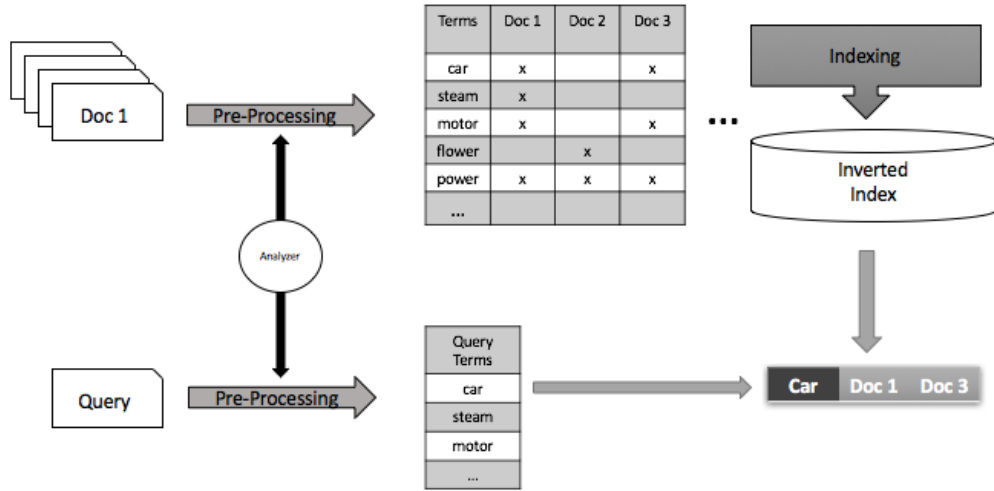 Doc 1
Pre-Processing
Terms Doc 1 Doc 2 Doc 3
car x x
steam x
motor x x
flower x
power x x x
...
...
Indexing
Inverted
Index
Analyzer
Query
Pre-Processing
Query
Terms
car
steam
motor
...
Car Doc 1 Doc 3